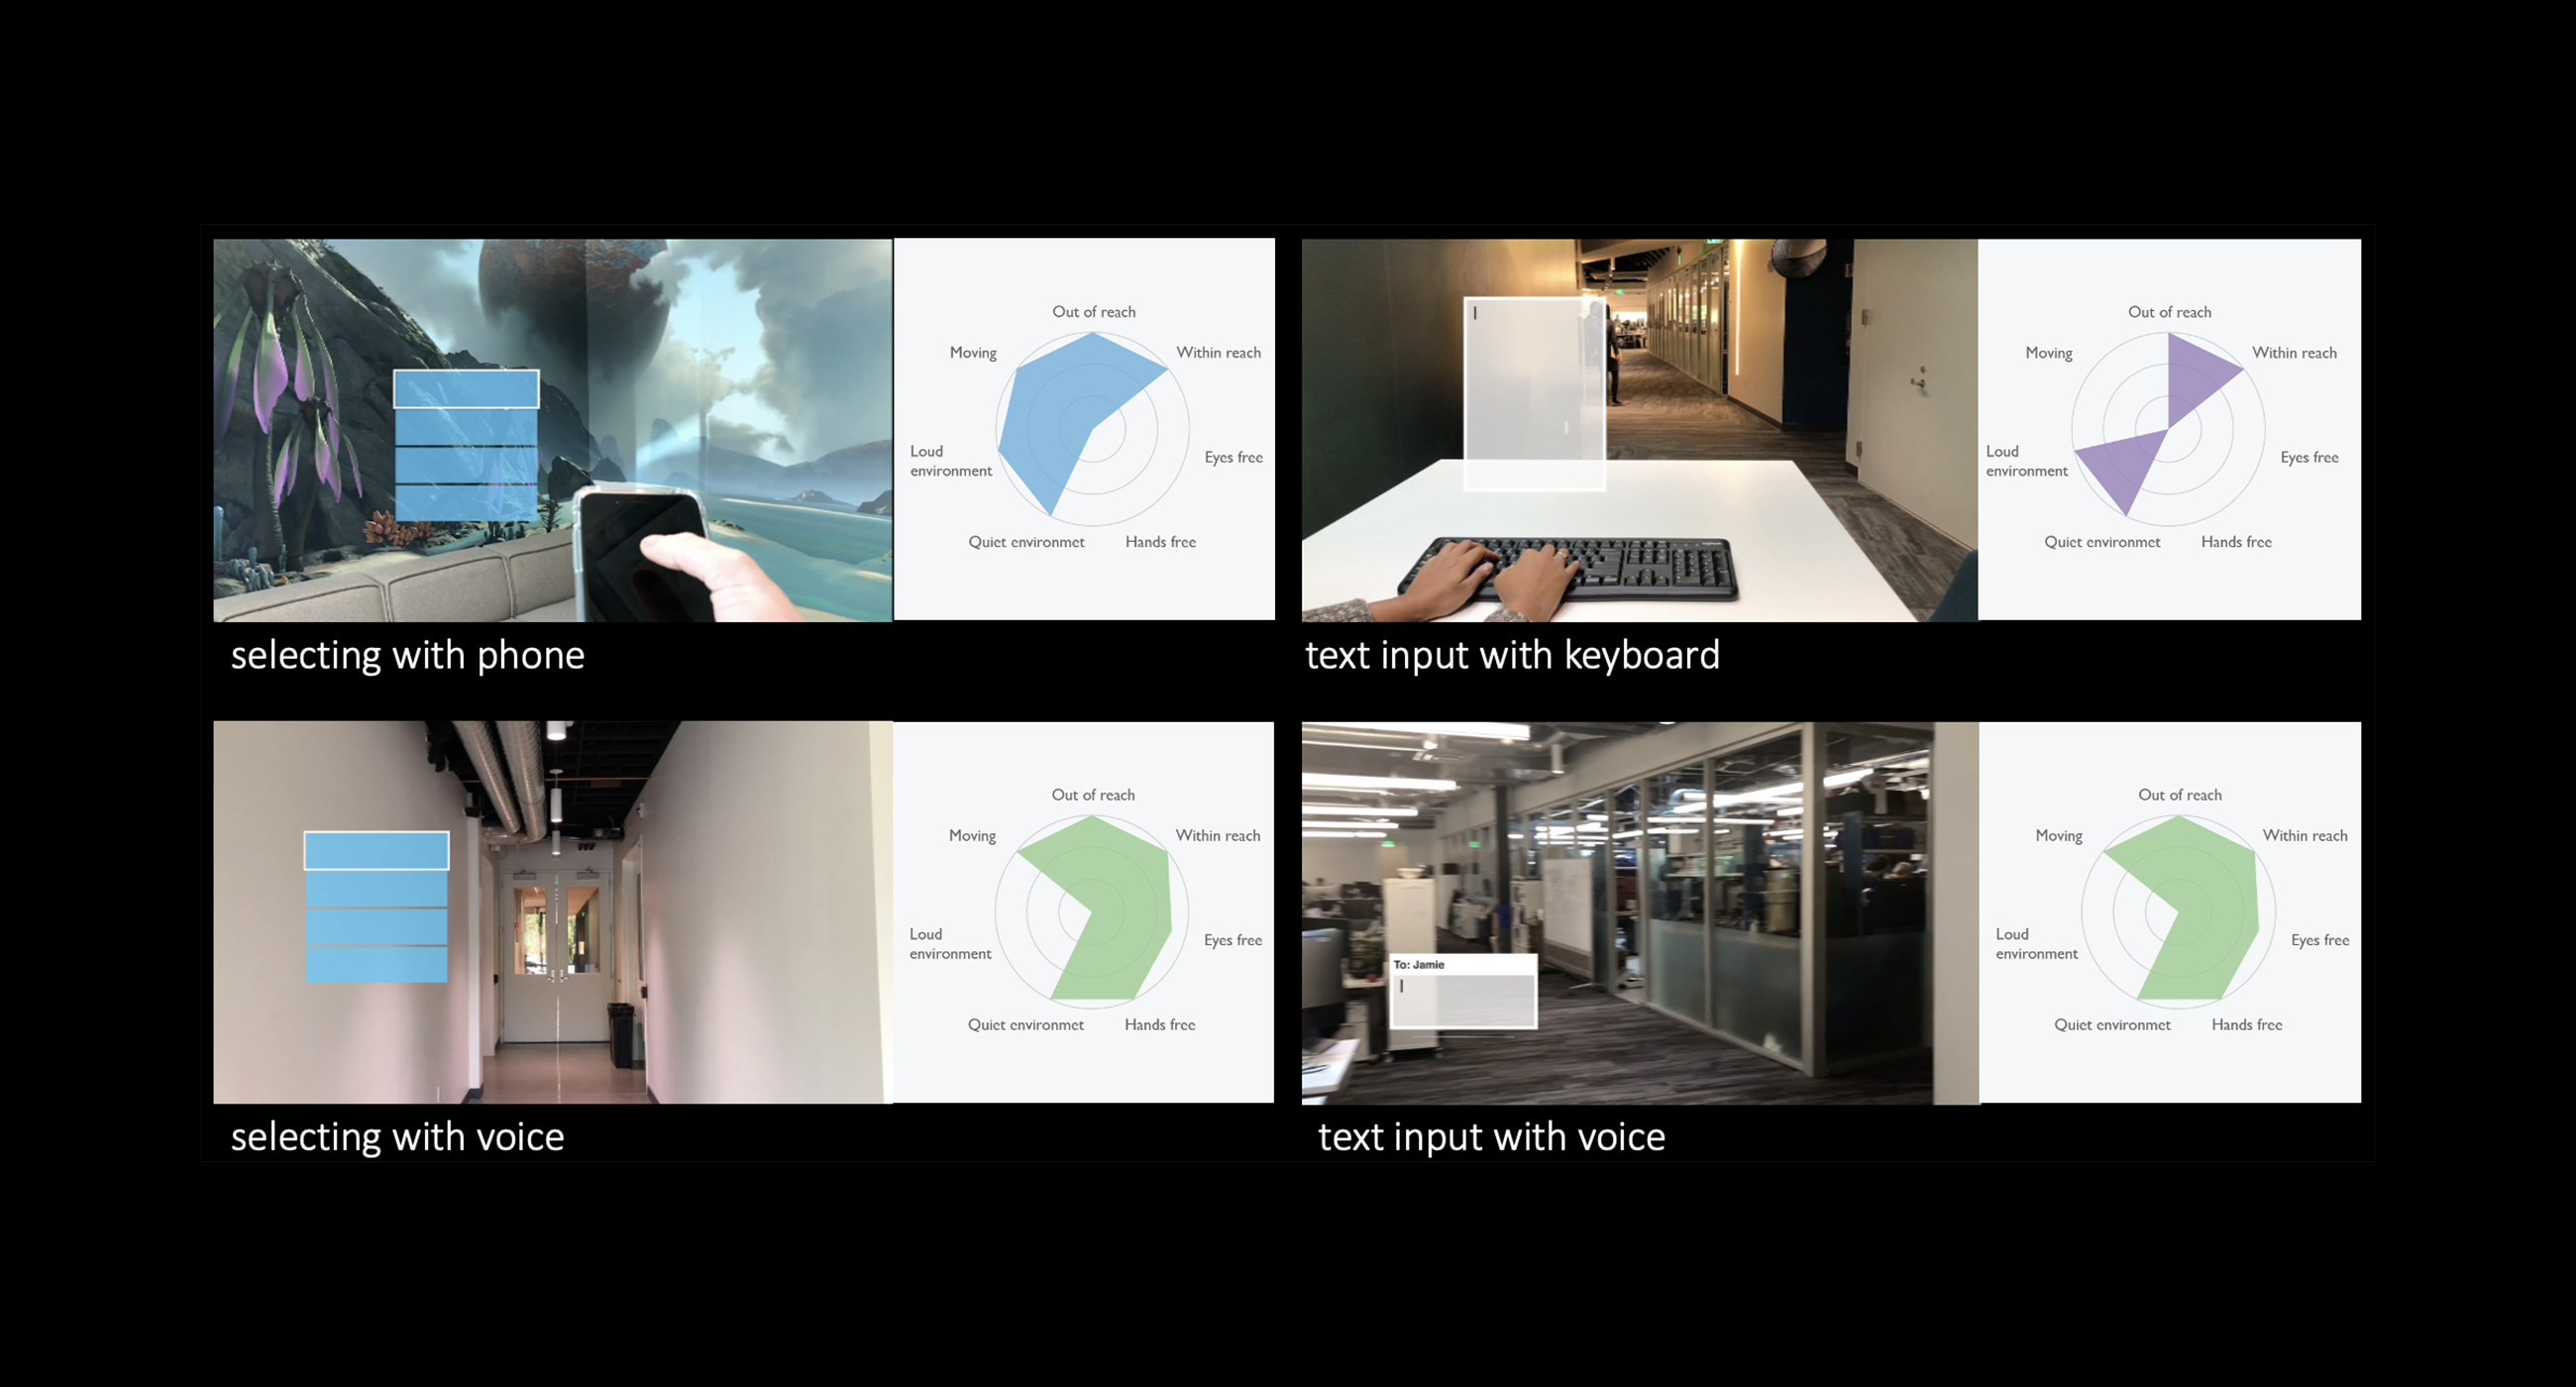 Out of reach
Moving
Within reach
Loud
environment
Eyes free
Quiet environmet
Hands free
selecting with phone
Out of reach
Moving
Within reach
Loud
environment
Eyes free
Quiet environmet
Hands free
text input with keyboard
Out of reach
Moving
Within reach
Loud
environment
Eyes free
Quiet environmet
Hands free
selecting with voice
To: Jamie
Out of reach
Moving
Within reach
Loud
environment
Eyes free
Quiet environmet
Hands free
text input with voice